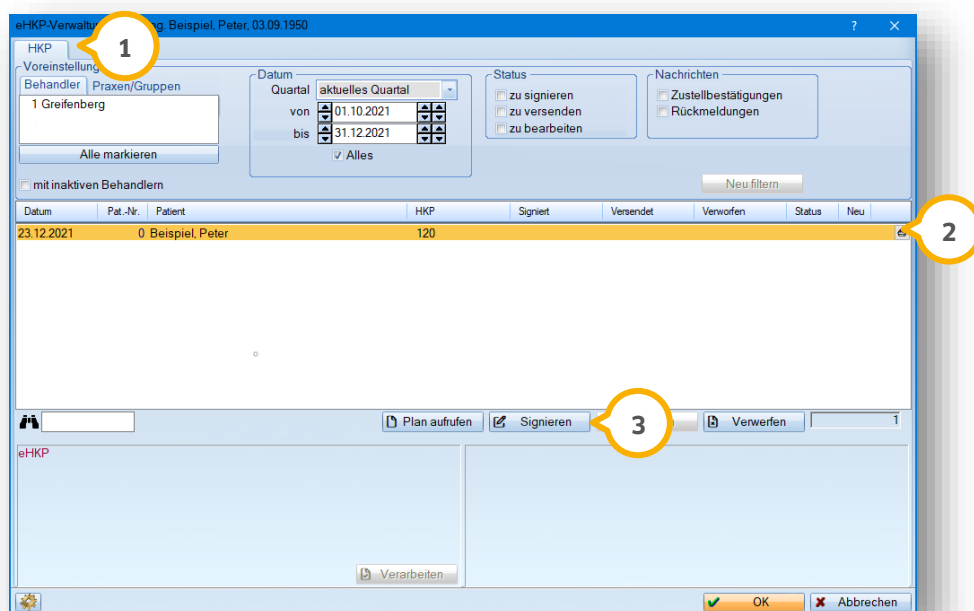 eHKP-Verwaltu g. Beispiel, Peter, 03.09.1950 ?
HKP
1
Voreinstellung
Behandler Praxen/Gruppen
1 Greifenberg
Alle markieren
mit inaktiven Behandlern
Datum
Quartal aktuelles Quartal
von 01.10.2021
bis 31.12.2021
Alles
Status
zu signieren
zu versenden
zu bearbeiten
Nachrichten
Zustellbestätigungen
Rückmeldungen
Neu filtern
Datum Pat.-Nr. Patient HKP Signiert Versendet Verworfen Status Neu
23.12.2021 0 Beispiel, Peter 120
2
Plan aufrufen Signieren Verwerfen 1
3
eHKP
Verarbeiten
OK Abbrechen